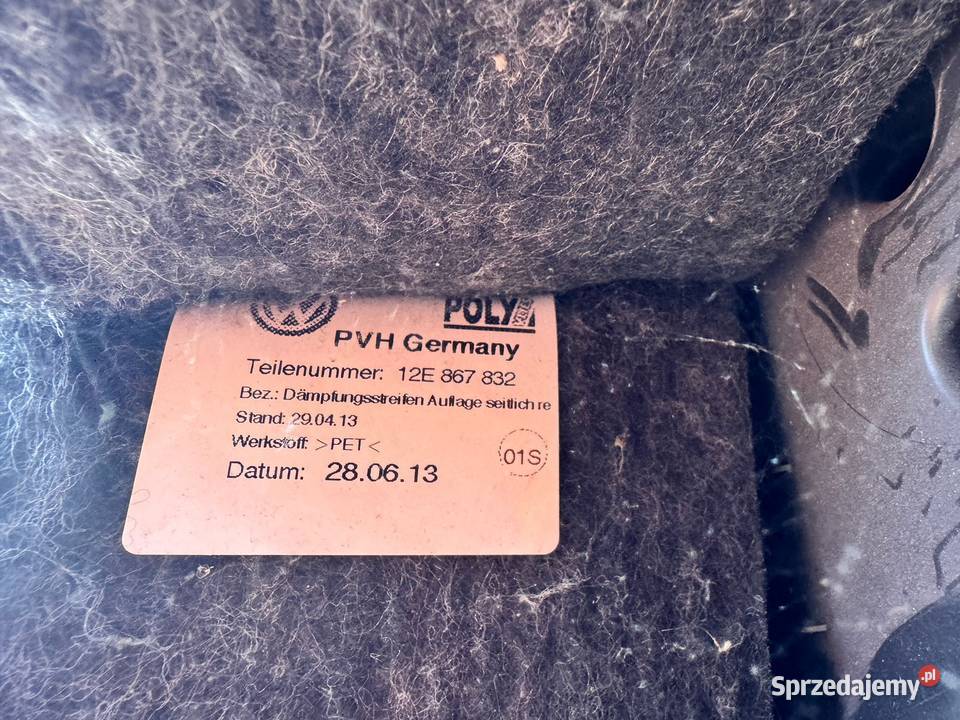 POLY
PVH Germany
Teilenummer: 12E 867 832
Bez.: Dämpfungsstreifen Auflage seitlich re
Stand: 29.04.13
Werkstoff: >PET<
01S
Datum: 28.06.13
Sprzedajemy.pl